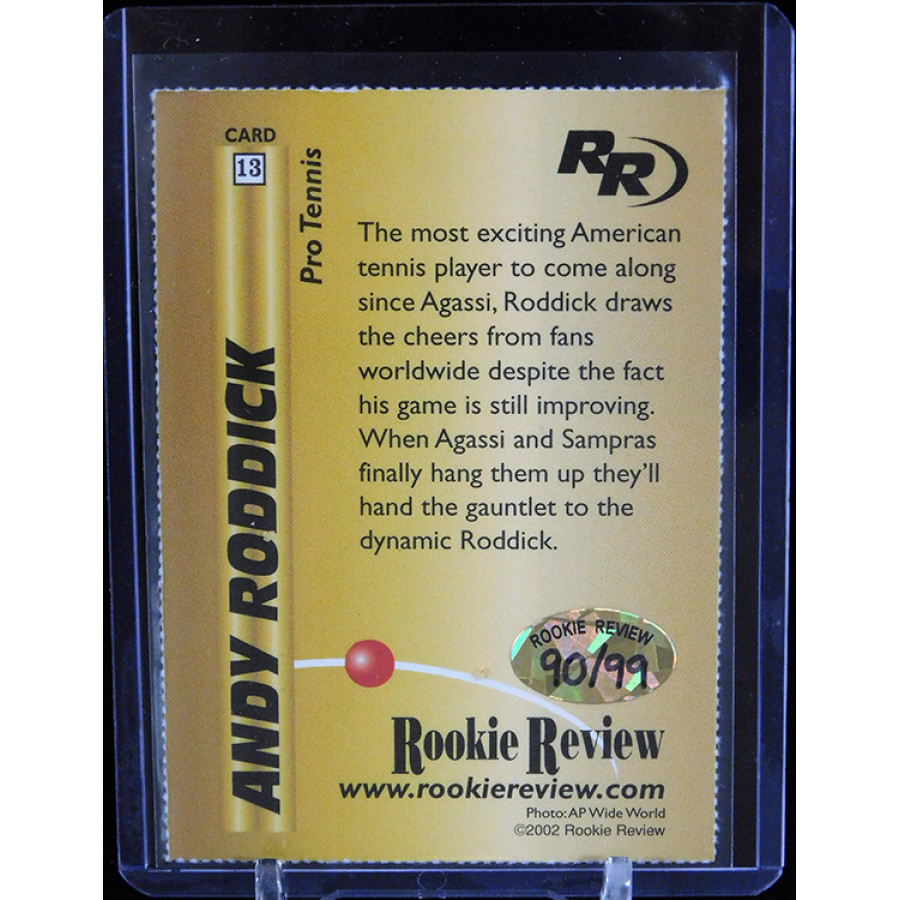 CARD
13
Pro Tennis
ANDY RODDICK
RR
The most exciting American
tennis player to come along
since Agassi, Roddick draws
the cheers from fans
worldwide despite the fact
his game is still improving.
When Agassi and Sampras
finally hang them up they'll
hand the gauntlet to the
dynamic Roddick.
ROOKIE REVIEW
90/99
Rookie Review
www.rookiereview.com
Photo: AP Wide World
©2002 Rookie Review